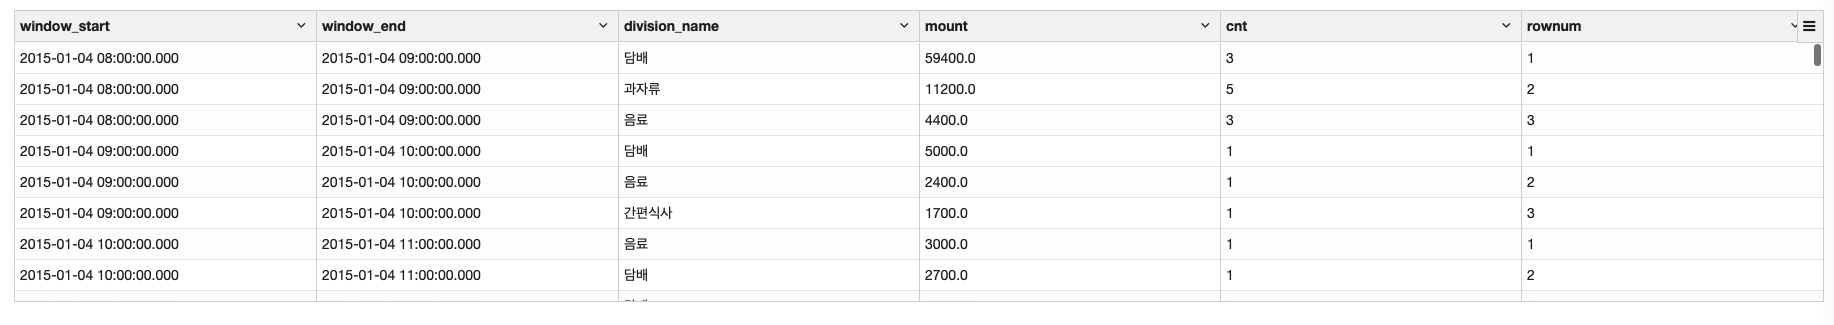 window_start window_end division_name mount cnt rownum
2015-01-04 08:00:00.000 2015-01-04 09:00:00.000 담배 59400.0 3 1
2015-01-04 08:00:00.000 2015-01-04 09:00:00.000 과자류 11200.0 5 2
2015-01-04 08:00:00.000 2015-01-04 09:00:00.000 음료 4400.0 3 3
2015-01-04 09:00:00.000 2015-01-04 10:00:00.000 담배 5000.0 1 1
2015-01-04 09:00:00.000 2015-01-04 10:00:00.000 음료 2400.0 1 2
2015-01-04 09:00:00.000 2015-01-04 10:00:00.000 간편식사 1700.0 1 3
2015-01-04 10:00:00.000 2015-01-04 11:00:00.000 음료 3000.0 1 1
2015-01-04 10:00:00.000 2015-01-04 11:00:00.000 담배 2700.0 1 2